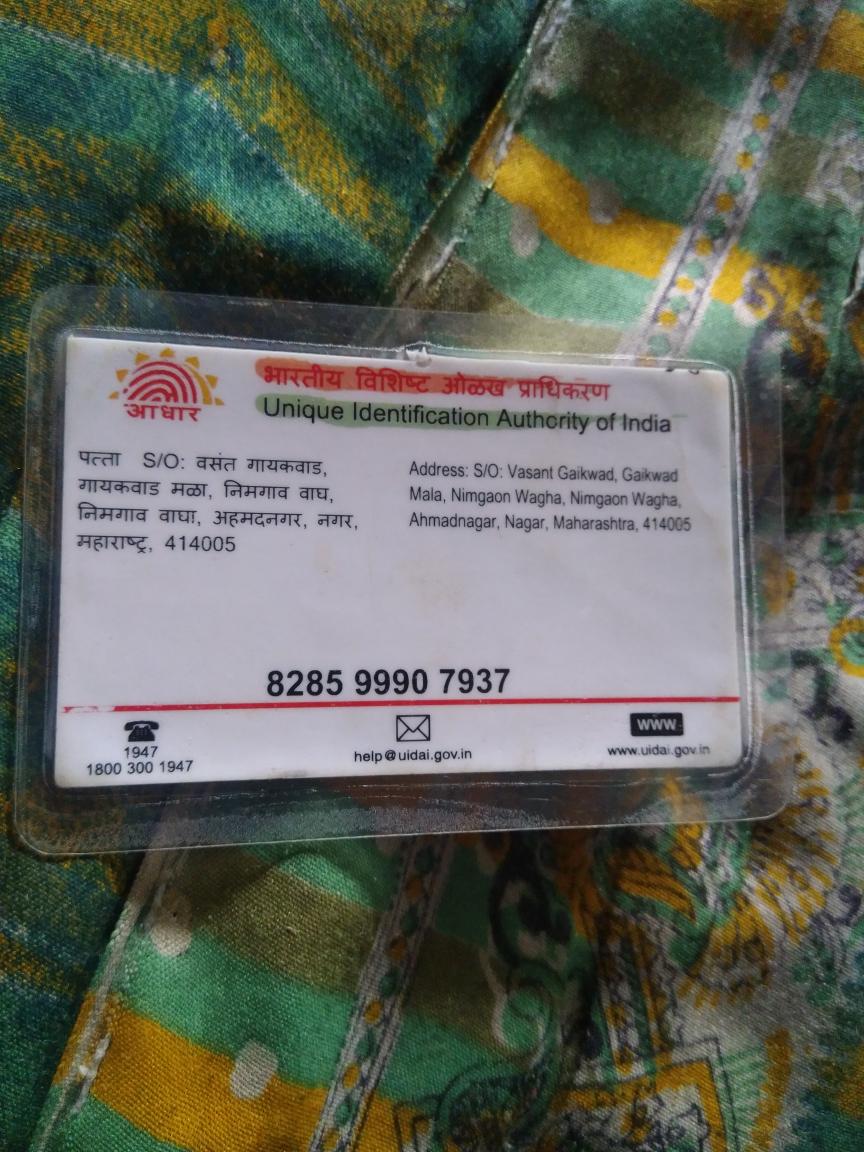 आधार
भारतीय विशिष्ट ओळख प्राधिकरण
Unique Identification Authority of India
पत्ता S/O: वसंत गायकवाड,
गायकवाड मळा, निमगाव वाघ,
निमगाव वाघा, अहमदनगर, नगर,
महाराष्ट्र, 414005
Address: S/O: Vasant Gaikwad, Gaikwad
Mala, Nimgaon Wagha, Nimgaon Wagha,
Ahmadnagar, Nagar, Maharashtra, 414005
8285 9990 7937
1947
1800 300 1947
help@uidai.gov.in
WWW
www.uidai.gov.in